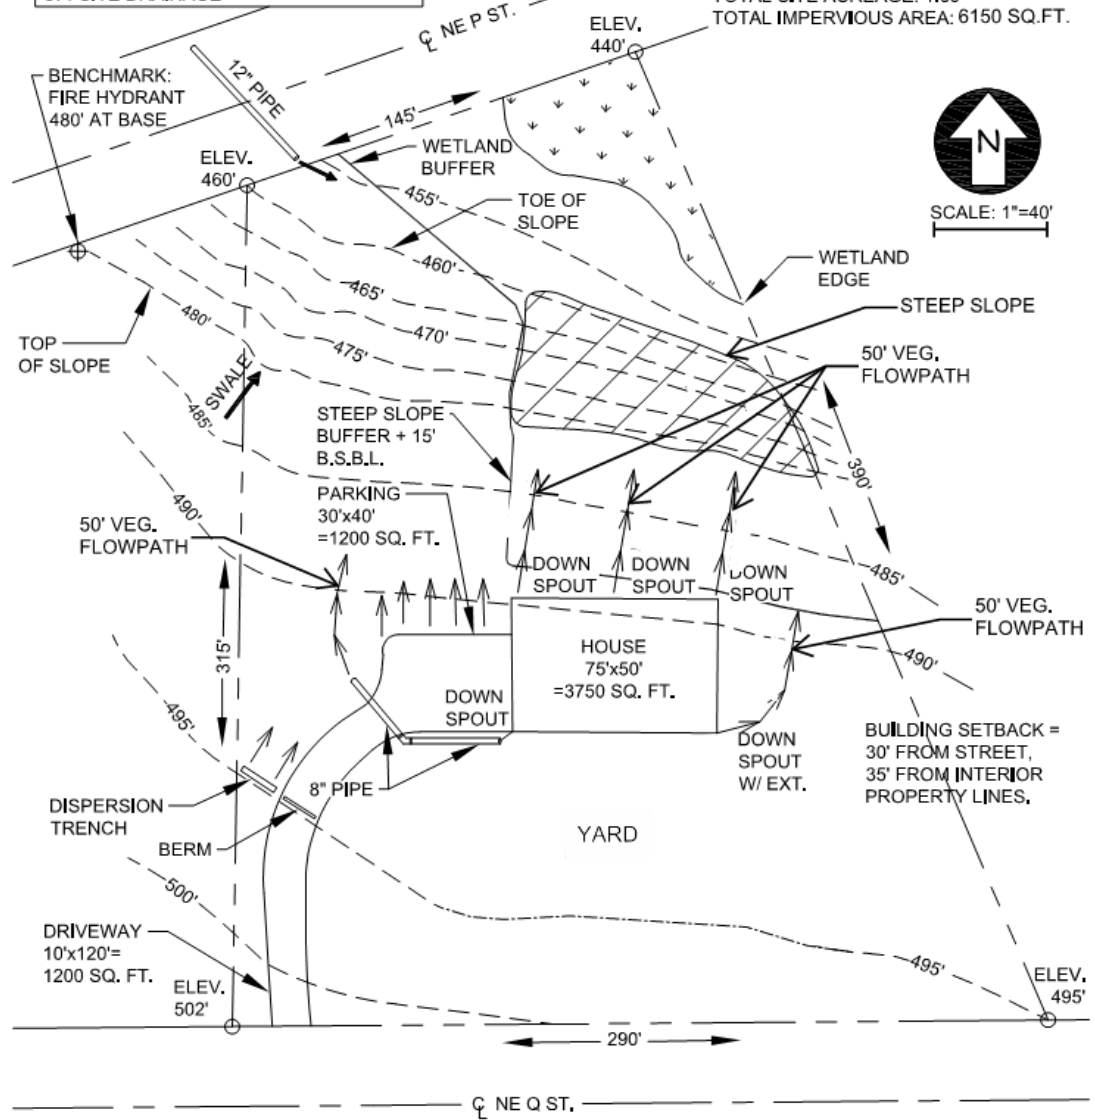 ℄ NE P ST.
ELEV.
440'
TOTAL IMPERVIOUS AREA: 6150 SQ.FT.
BENCHMARK:
FIRE HYDRANT
480' AT BASE
12" PIPE
145'
WETLAND
BUFFER
N
SCALE: 1"=40'
ELEV.
460'
455'
TOE OF
SLOPE
460'
WETLAND
EDGE
STEEP SLOPE
465'
480'
470'
475'
TOP
OF SLOPE
SWALE
50' VEG.
FLOWPATH
485'
STEEP SLOPE
BUFFER + 15'
B.S.B.L.
390'
490'
PARKING
30'x40'
=1200 SQ. FT.
50' VEG.
FLOWPATH
DOWN
SPOUT
DOWN
SPOUT
DOWN
SPOUT
485'
50' VEG.
FLOWPATH
315'
HOUSE
75'x50'
=3750 SQ. FT.
490'
495'
DOWN
SPOUT
DOWN
SPOUT
W/ EXT.
BUILDING SETBACK =
30' FROM STREET,
35' FROM INTERIOR
PROPERTY LINES.
8" PIPE
DISPERSION
TRENCH
BERM
YARD
500'
DRIVEWAY
10'x120'=
1200 SQ. FT.
495'
ELEV.
502'
ELEV.
495'
290'
℄ NE Q ST.